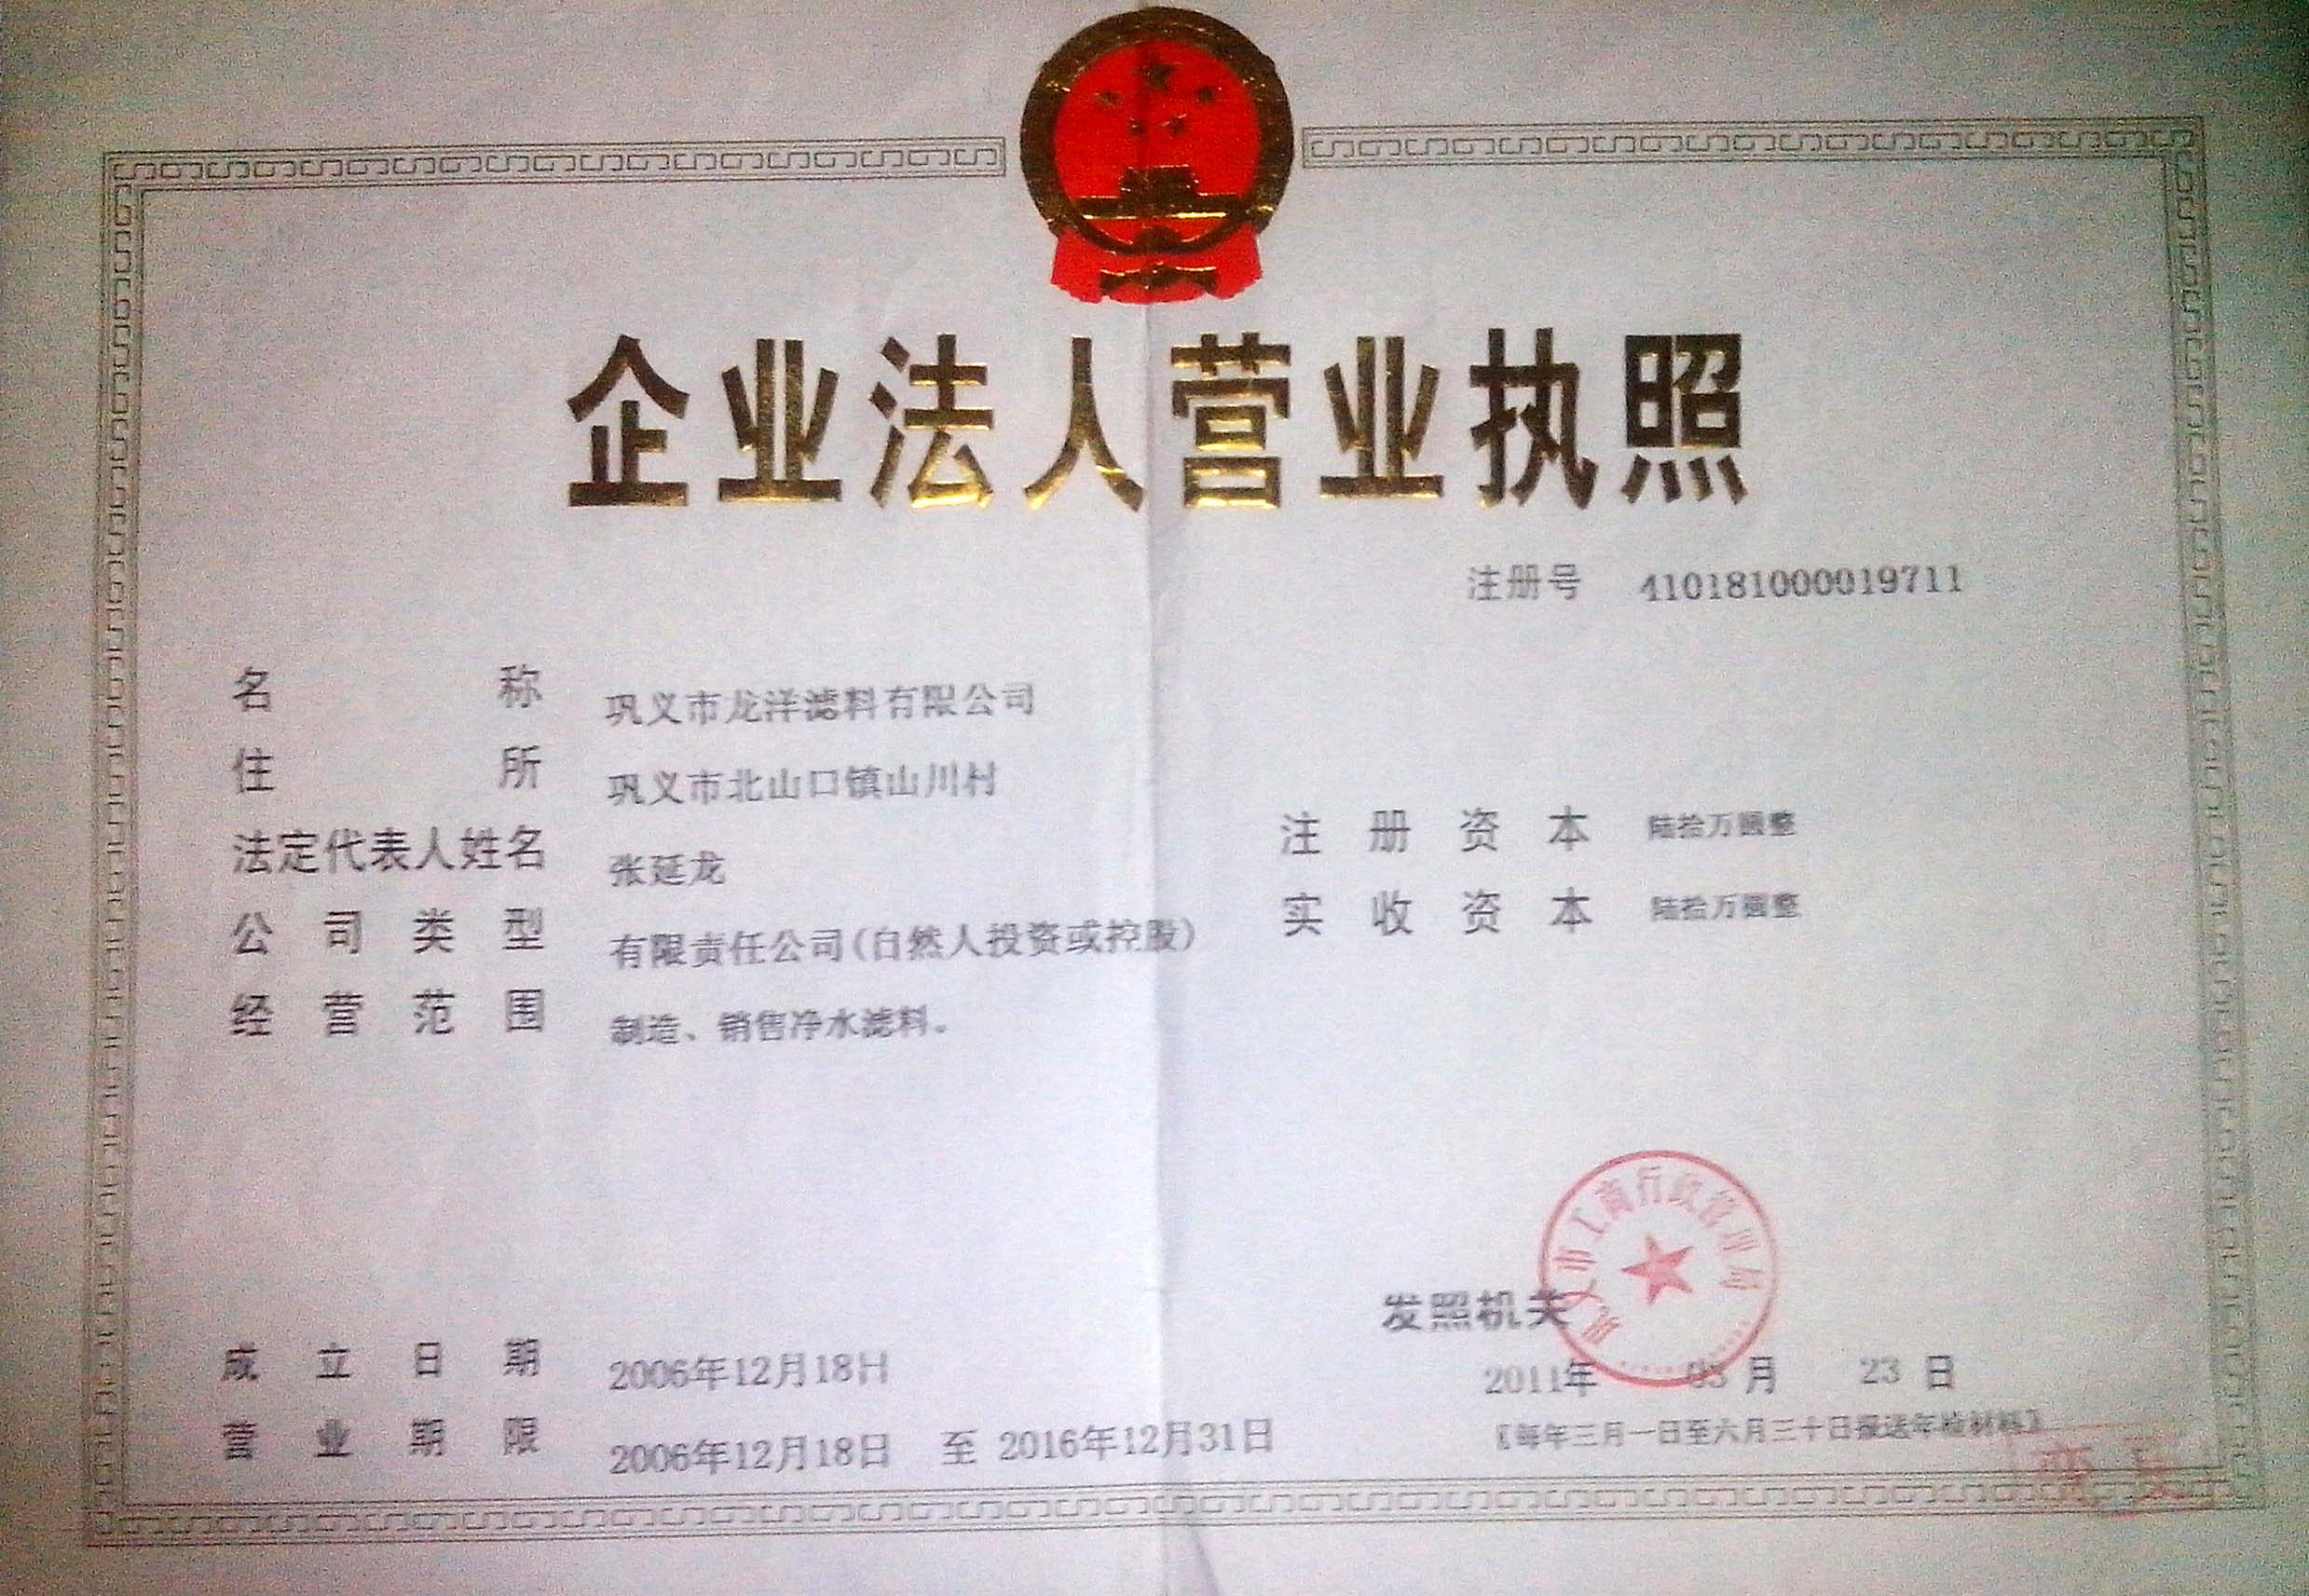 企业法人营业执照
注册号 410181000019711
名称 巩义市龙洋滤料有限公司
住所 巩义市北山口镇山川村
法定代表人姓名 张延龙
注册资本 陆拾万圆整
公司类型 有限责任公司(自然人投资或控股)
实收资本 陆拾万圆整
经营范围 制造、销售净水滤料。
巩义市工商行政管理局
发照机关
成立日期 2006年12月18日
2011年 月 23日
营业期限 2006年12月18日 至 2016年12月31日
〖每年三月一日至六月三十日报送年检材料〗